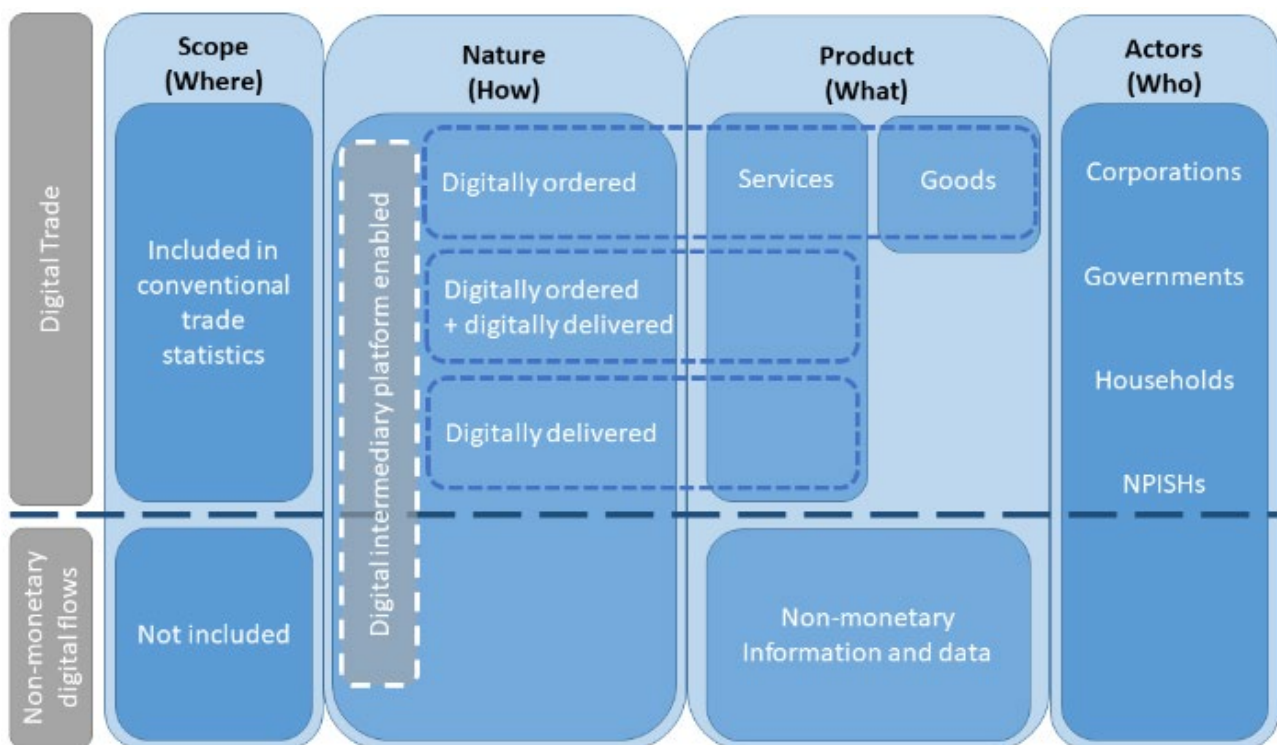 Scope
(Where)
Nature
(How)
Product
(What)
Actors
(Who)
Digital Trade
Included in
conventional
trade
statistics
Digital intermediary platform enabled
Digitally ordered
Digitally ordered
+ digitally delivered
Digitally delivered
Services
Goods
Corporations
Governments
Households
NPISHs
Non-monetary
digital flows
Not included
Non-monetary
Information and data